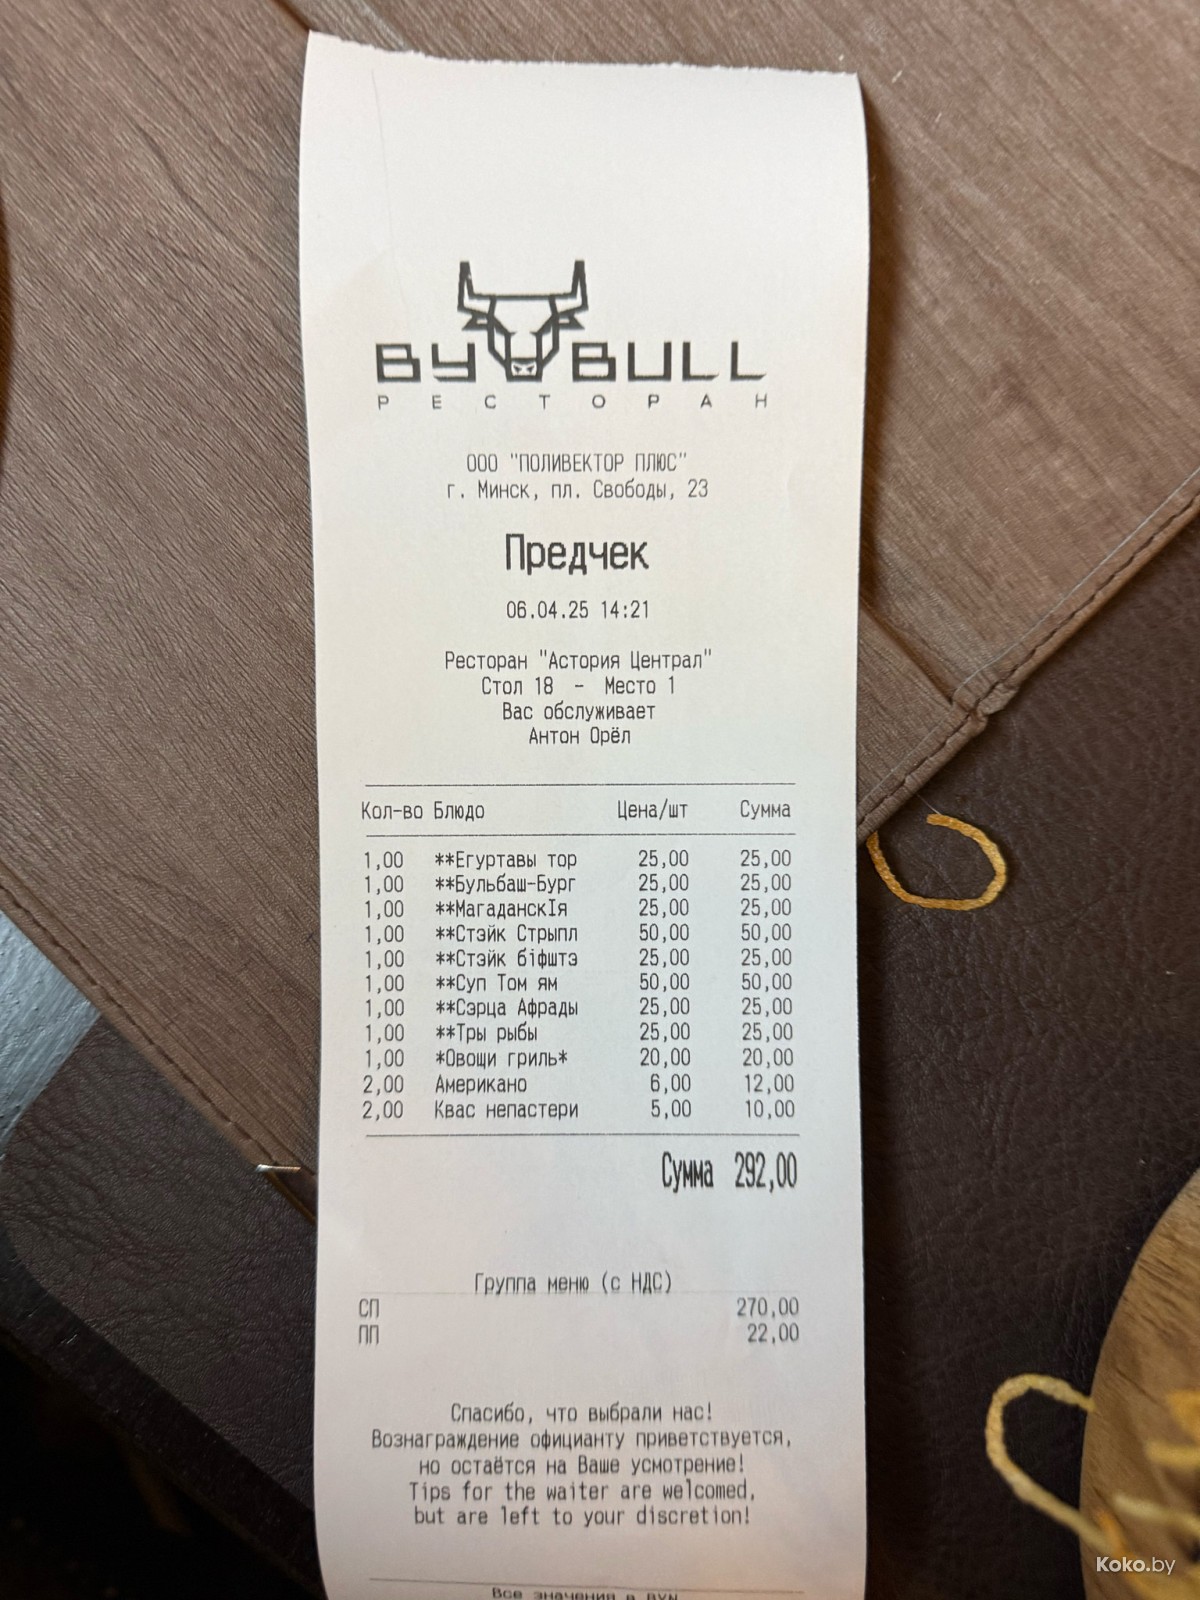 BY BULL
РЕСТОРАН
ООО "ПОЛИВЕКТОР ПЛЮС"
г. Минск, пл. Свободы, 23
Предчек
06.04.25 14:21
Ресторан "Астория Централ"
Стол 18 - Место 1
Вас обслуживает
Антон Орёл
Кол-во Блюдо Цена/шт Сумма
1,00 **Егуртавы тор 25,00 25,00
1,00 **Бульбаш-Бург 25,00 25,00
1,00 **МагаданскІя 25,00 25,00
1,00 **Стэйк Стрыпл 50,00 50,00
1,00 **Стэйк біфштэ 25,00 25,00
1,00 **Суп Том ям 50,00 50,00
1,00 **Сэрца Афрады 25,00 25,00
1,00 **Тры рыбы 25,00 25,00
1,00 *Овощи гриль* 20,00 20,00
2,00 Американо 6,00 12,00
2,00 Квас непастери 5,00 10,00
Сумма 292,00
Группа меню (с НДС)
СП 270,00
ПП 22,00
Спасибо, что выбрали нас!
Вознаграждение официанту приветствуется,
но остаётся на Ваше усмотрение!
Tips for the waiter are welcomed,
but are left to your discretion!
Все значения в BYN
Koko.by